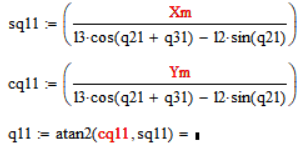 sq11 := (Xm / (13·cos(q21 + q31) − 12·sin(q21)))
cq11 := (Ym / (13·cos(q21 + q31) − 12·sin(q21)))
q11 := atan2(cq11, sq11) = ▪